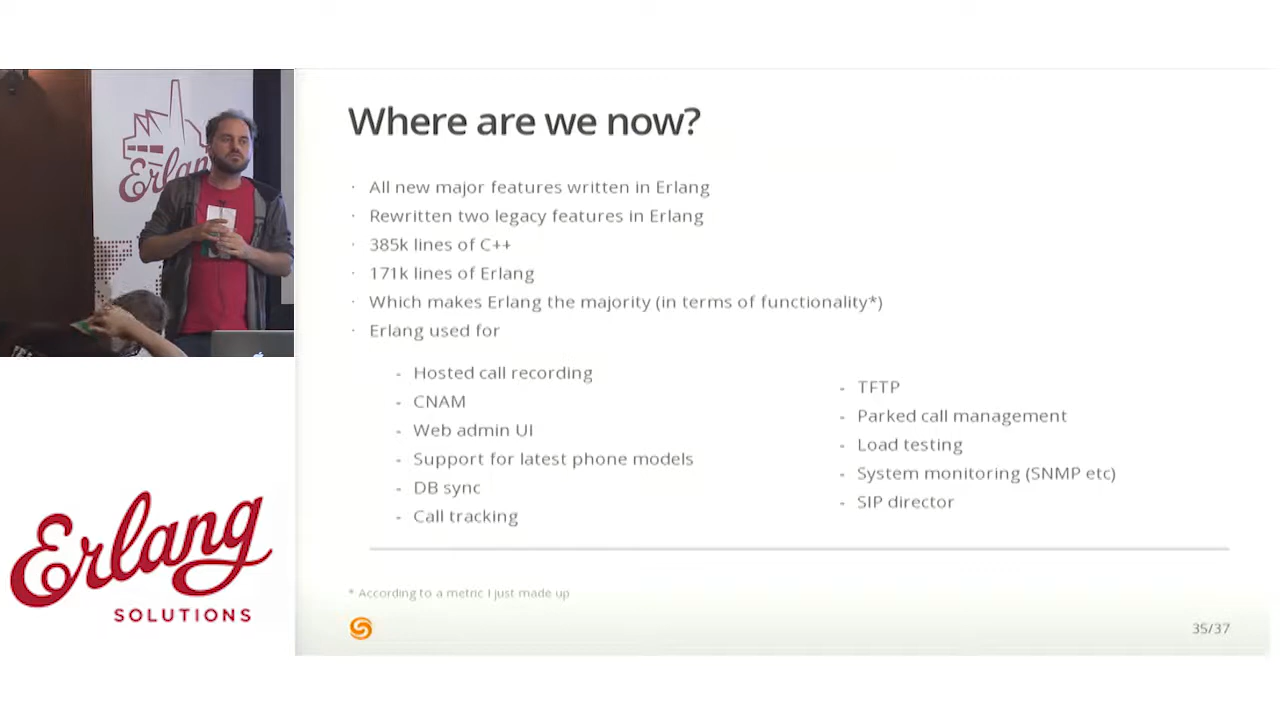 Erlang
Where are we now?
· All new major features written in Erlang
· Rewritten two legacy features in Erlang
· 385k lines of C++
· 171k lines of Erlang
· Which makes Erlang the majority (in terms of functionality*)
· Erlang used for
- Hosted call recording
- CNAM
- Web admin UI
- Support for latest phone models
- DB sync
- Call tracking
- TFTP
- Parked call management
- Load testing
- System monitoring (SNMP etc)
- SIP director
* According to a metric I just made up
35/37
Erlang
SOLUTIONS